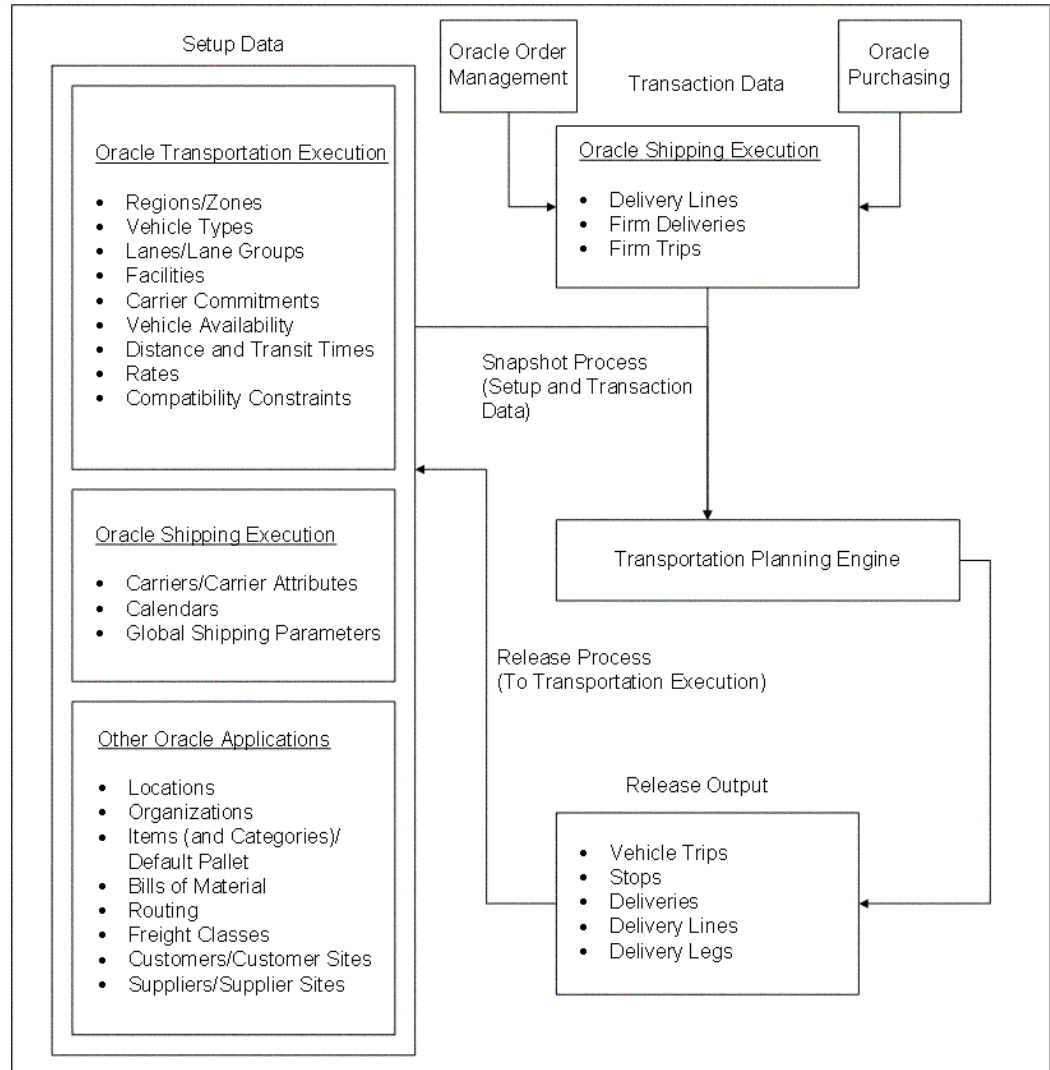 Setup Data
Oracle Transportation Execution
• Regions/Zones
• Vehicle Types
• Lanes/Lane Groups
• Facilities
• Carrier Commitments
• Vehicle Availability
• Distance and Transit Times
• Rates
• Compatibility Constraints
Oracle Shipping Execution
• Carriers/Carrier Attributes
• Calendars
• Global Shipping Parameters
Other Oracle Applications
• Locations
• Organizations
• Items (and Categories)/
Default Pallet
• Bills of Material
• Routing
• Freight Classes
• Customers/Customer Sites
• Suppliers/Supplier Sites
Oracle Order
Management
Transaction Data
Oracle
Purchasing
Oracle Shipping Execution
• Delivery Lines
• Firm Deliveries
• Firm Trips
Snapshot Process
(Setup and Transaction
Data)
Transportation Planning Engine
Release Process
(To Transportation Execution)
Release Output
• Vehicle Trips
• Stops
• Deliveries
• Delivery Lines
• Delivery Legs